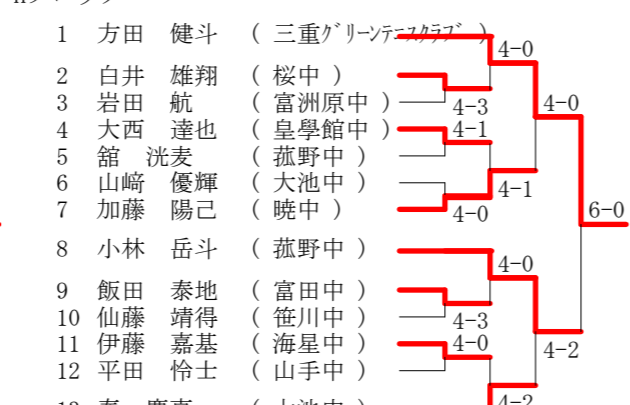 1 方田 健斗 ( 三重グリーンテニスクラブ )
4-0
2 白井 雄翔 ( 桜中 )
3 岩田 航 ( 富洲原中 )
4-3
4-0
4 大西 達也 ( 皇學館中 )
4-1
5 舘 洸麦 ( 菰野中 )
6 山﨑 優輝 ( 大池中 )
4-1
7 加藤 陽己 ( 暁中 )
4-0
6-0
8 小林 岳斗 ( 菰野中 )
4-0
9 飯田 泰地 ( 富田中 )
10 仙藤 靖得 ( 笹川中 )
4-3
11 伊藤 嘉基 ( 海星中 )
4-0
4-2
12 平田 怜士 ( 山手中 )
4-2